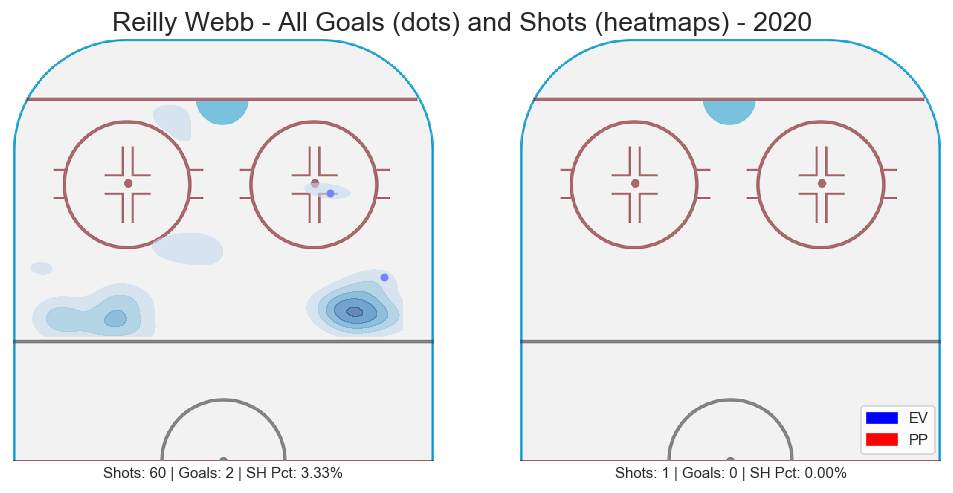 Reilly Webb - All Goals (dots) and Shots (heatmaps) - 2020
EV
PP
Shots: 60 | Goals: 2 | SH Pct: 3.33%
Shots: 1 | Goals: 0 | SH Pct: 0.00%